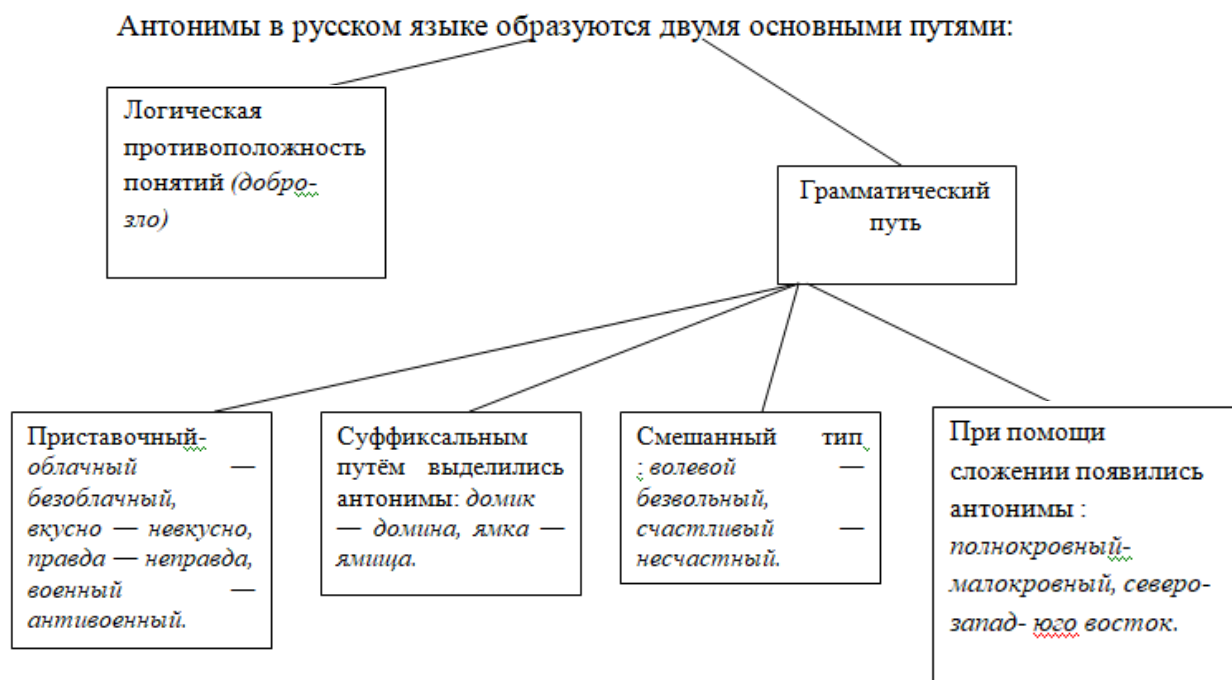 Антонимы в русском языке образуются двумя основными путями:
Логическая
противоположность
понятий (добро-
зло)
Грамматический
путь
Приставочный-
облачный —
безоблачный,
вкусно — невкусно,
правда — неправда,
военный —
антивоенный.
Суффиксальным
путём выделились
антонимы: домик
— домина, ямка —
ямища.
Смешанный тип
: волевой —
безвольный,
счастливый —
несчастный.
При помощи
сложении появились
антонимы :
полнокровный-
малокровный, северо-
запад- юго восток.